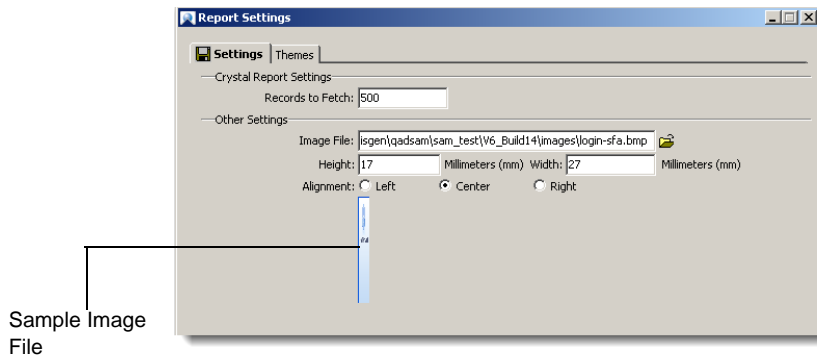 Report Settings
Settings Themes
Crystal Report Settings
Records to Fetch: 500
Other Settings
Image File: isgen\qadsam\sam_test\V6_Build14\images\login-sfa.bmp
Height: 17 Millimeters (mm) Width: 27 Millimeters (mm)
Alignment: Left Center Right
Sample Image
File